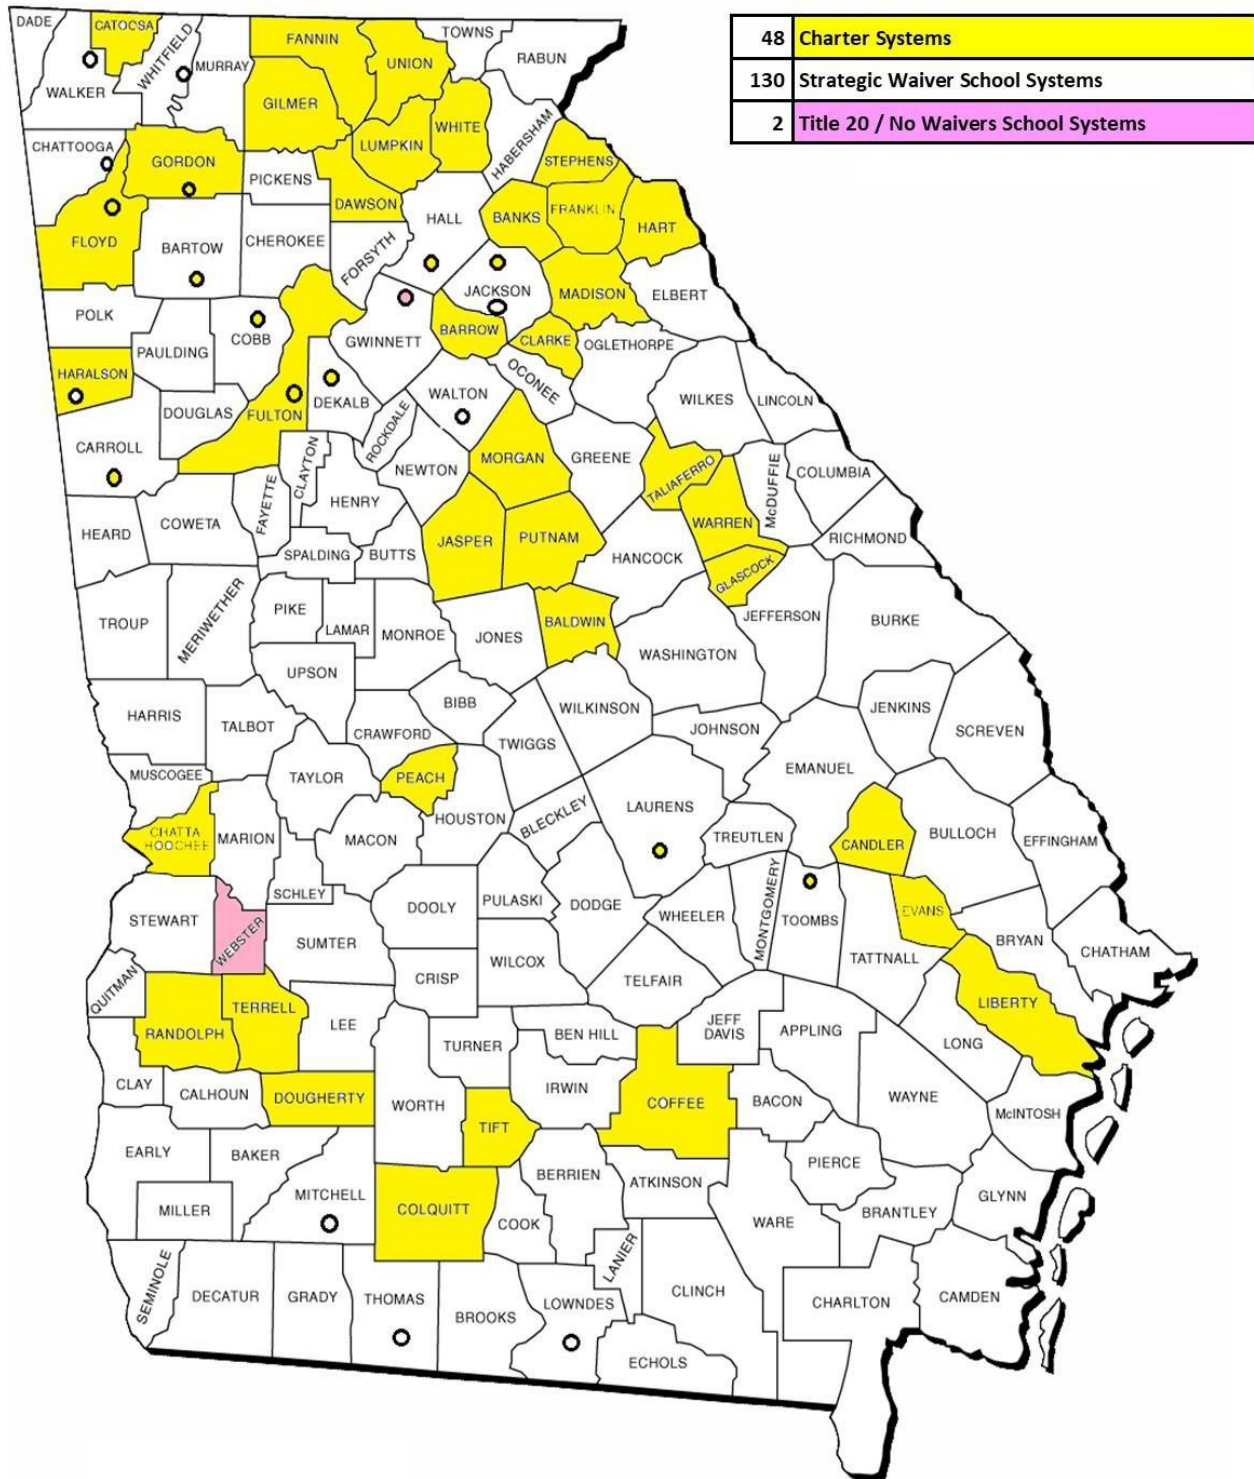 48 Charter Systems
130 Strategic Waiver School Systems
2 Title 20 / No Waivers School Systems
DADE
CATOOSA
WHITFIELD
MURRAY
FANNIN
UNION
TOWNS
RABUN
WALKER
GILMER
WHITE
HABERSHAM
CHATTOOGA
GORDON
PICKENS
LUMPKIN
STEPHENS
DAWSON
HALL
BANKS
FRANKLIN
HART
FLOYD
BARTOW
CHEROKEE
FORSYTH
JACKSON
MADISON
ELBERT
POLK
PAULDING
COBB
GWINNETT
BARROW
CLARKE
OGLETHORPE
OCONEE
HARALSON
DOUGLAS
FULTON
DEKALB
ROCKDALE
WALTON
WILKES
LINCOLN
CARROLL
CLAYTON
NEWTON
MORGAN
GREENE
TALIAFERRO
McDUFFIE
COLUMBIA
HEARD
COWETA
FAYETTE
HENRY
SPALDING
BUTTS
JASPER
PUTNAM
HANCOCK
WARREN
GLASCOCK
RICHMOND
TROUP
MERIWETHER
PIKE
LAMAR
MONROE
JONES
BALDWIN
WASHINGTON
JEFFERSON
BURKE
UPSON
HARRIS
TALBOT
CRAWFORD
BIBB
TWIGGS
WILKINSON
JOHNSON
JENKINS
SCREVEN
MUSCOGEE
TAYLOR
PEACH
HOUSTON
BLECKLEY
LAURENS
EMANUEL
CHATTA
HOOCHEE
MARION
MACON
TREUTLEN
CANDLER
BULLOCH
EFFINGHAM
SCHLEY
DOOLY
PULASKI
DODGE
WHEELER
MONTGOMERY
TOOMBS
EVANS
BRYAN
CHATHAM
STEWART
WEBSTER
SUMTER
CRISP
WILCOX
TELFAIR
TATTNALL
LIBERTY
QUITMAN
RANDOLPH
TERRELL
LEE
TURNER
BEN HILL
JEFF
DAVIS
APPLING
LONG
CLAY
CALHOUN
DOUGHERTY
WORTH
TIFT
IRWIN
COFFEE
BACON
WAYNE
McINTOSH
EARLY
BAKER
MITCHELL
COLQUITT
BERRIEN
ATKINSON
PIERCE
GLYNN
MILLER
COOK
WARE
BRANTLEY
SEMINOLE
DECATUR
GRADY
THOMAS
BROOKS
LOWNDES
LANIER
CLINCH
CHARLTON
CAMDEN
ECHOLS